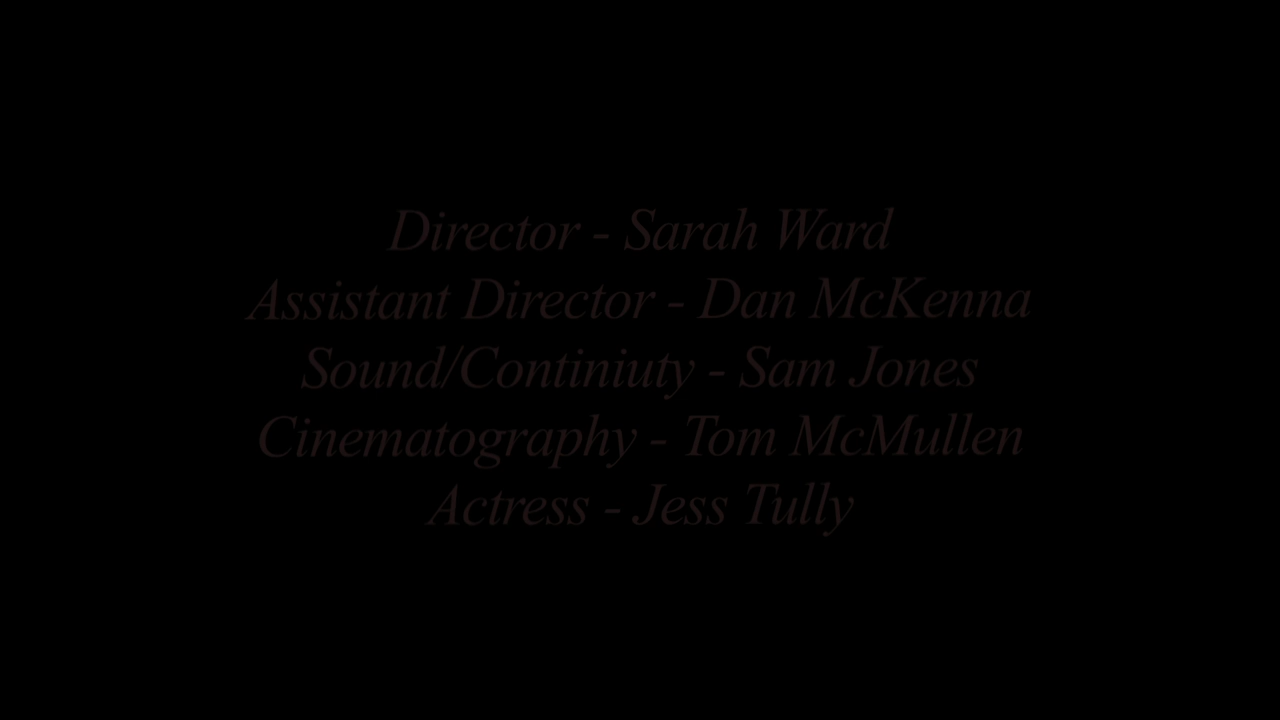 Director - Sarah Ward
Assistant Director - Dan McKenna
Sound/Continiuty - Sam Jones
Cinematography - Tom McMullen
Actress - Jess Tully